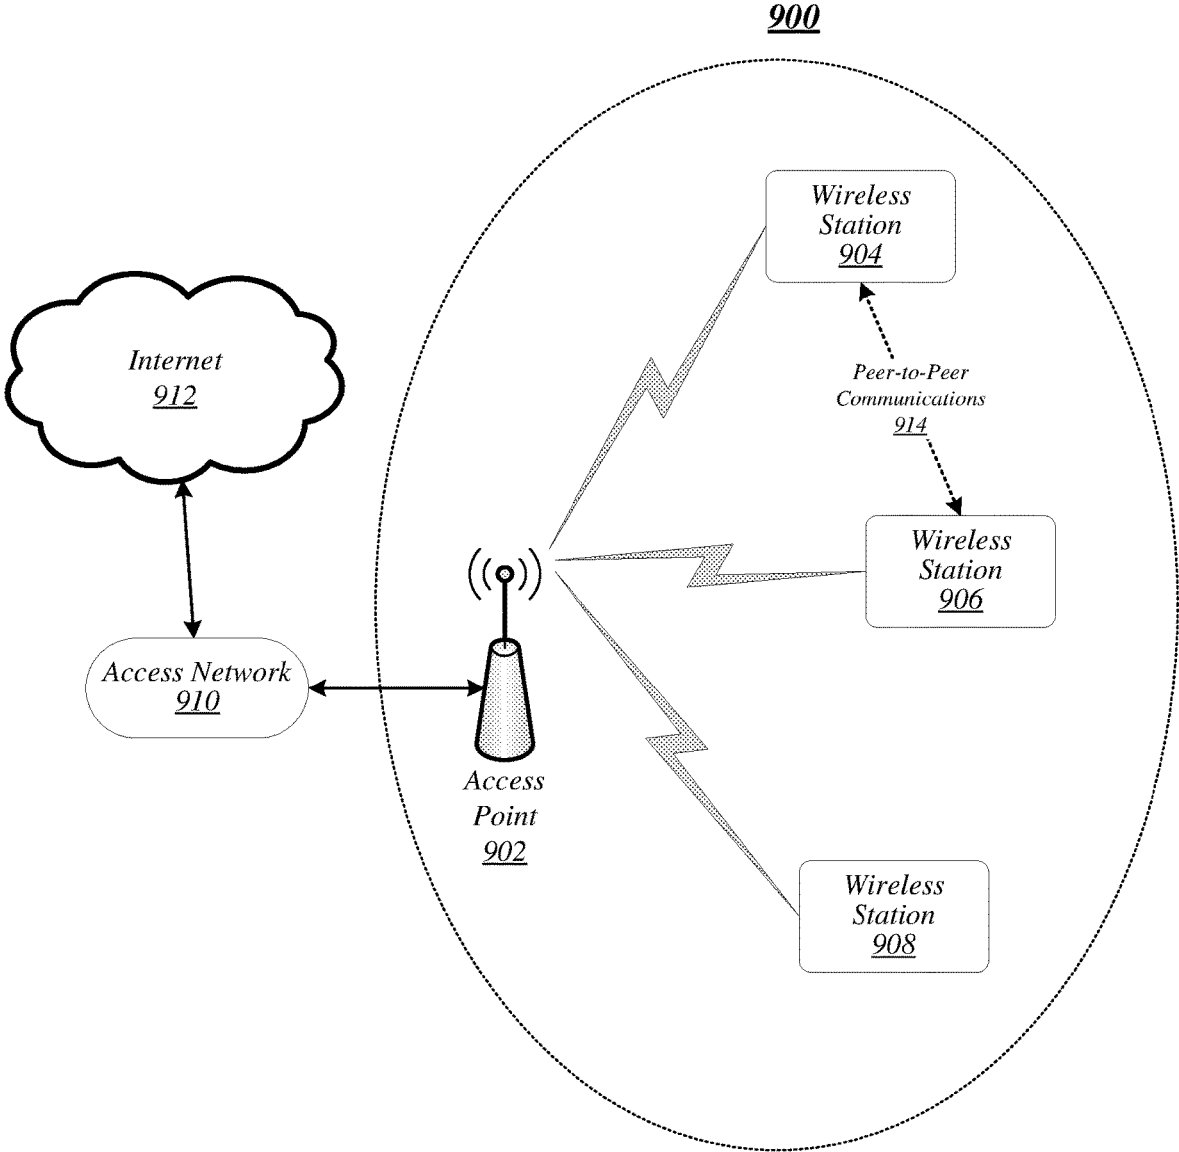 900
Wireless
Station
904
Internet
912
Peer-to-Peer
Communications
914
Wireless
Station
906
Access Network
910
Access
Point
902
Wireless
Station
908